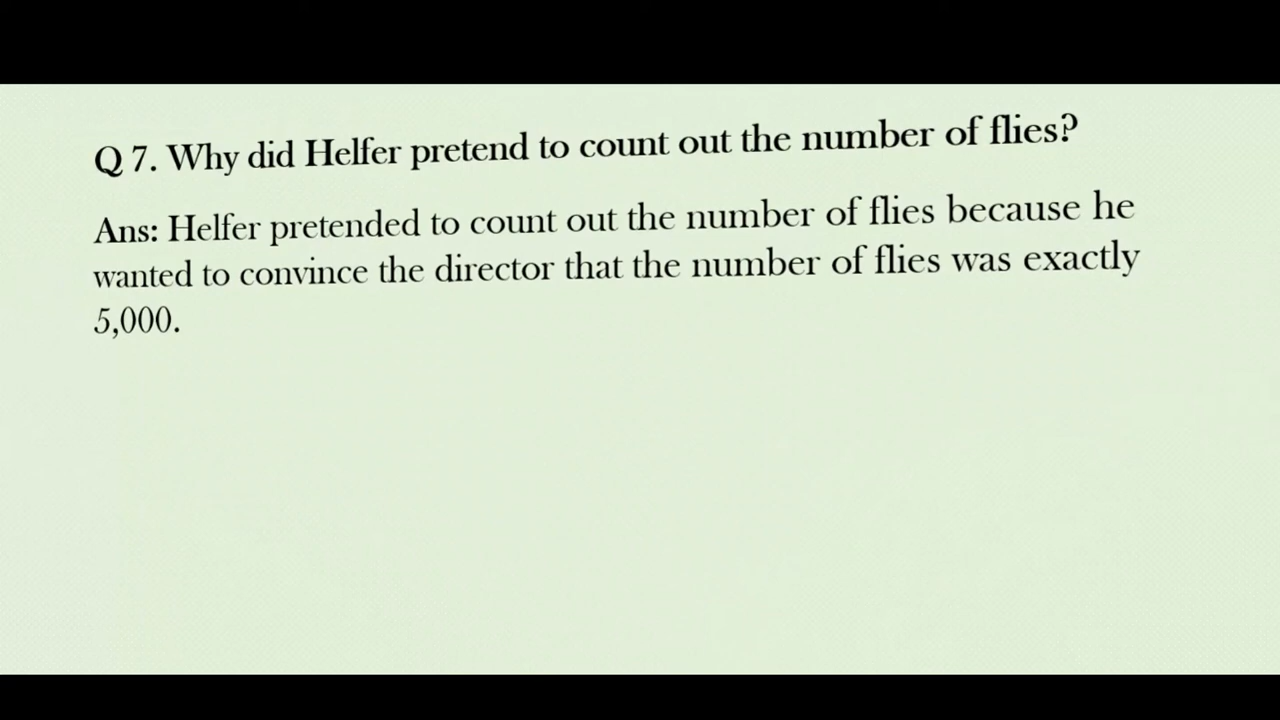 Q 7. Why did Helfer pretend to count out the number of flies?
Ans: Helfer pretended to count out the number of flies because he
wanted to convince the director that the number of flies was exactly
5,000.